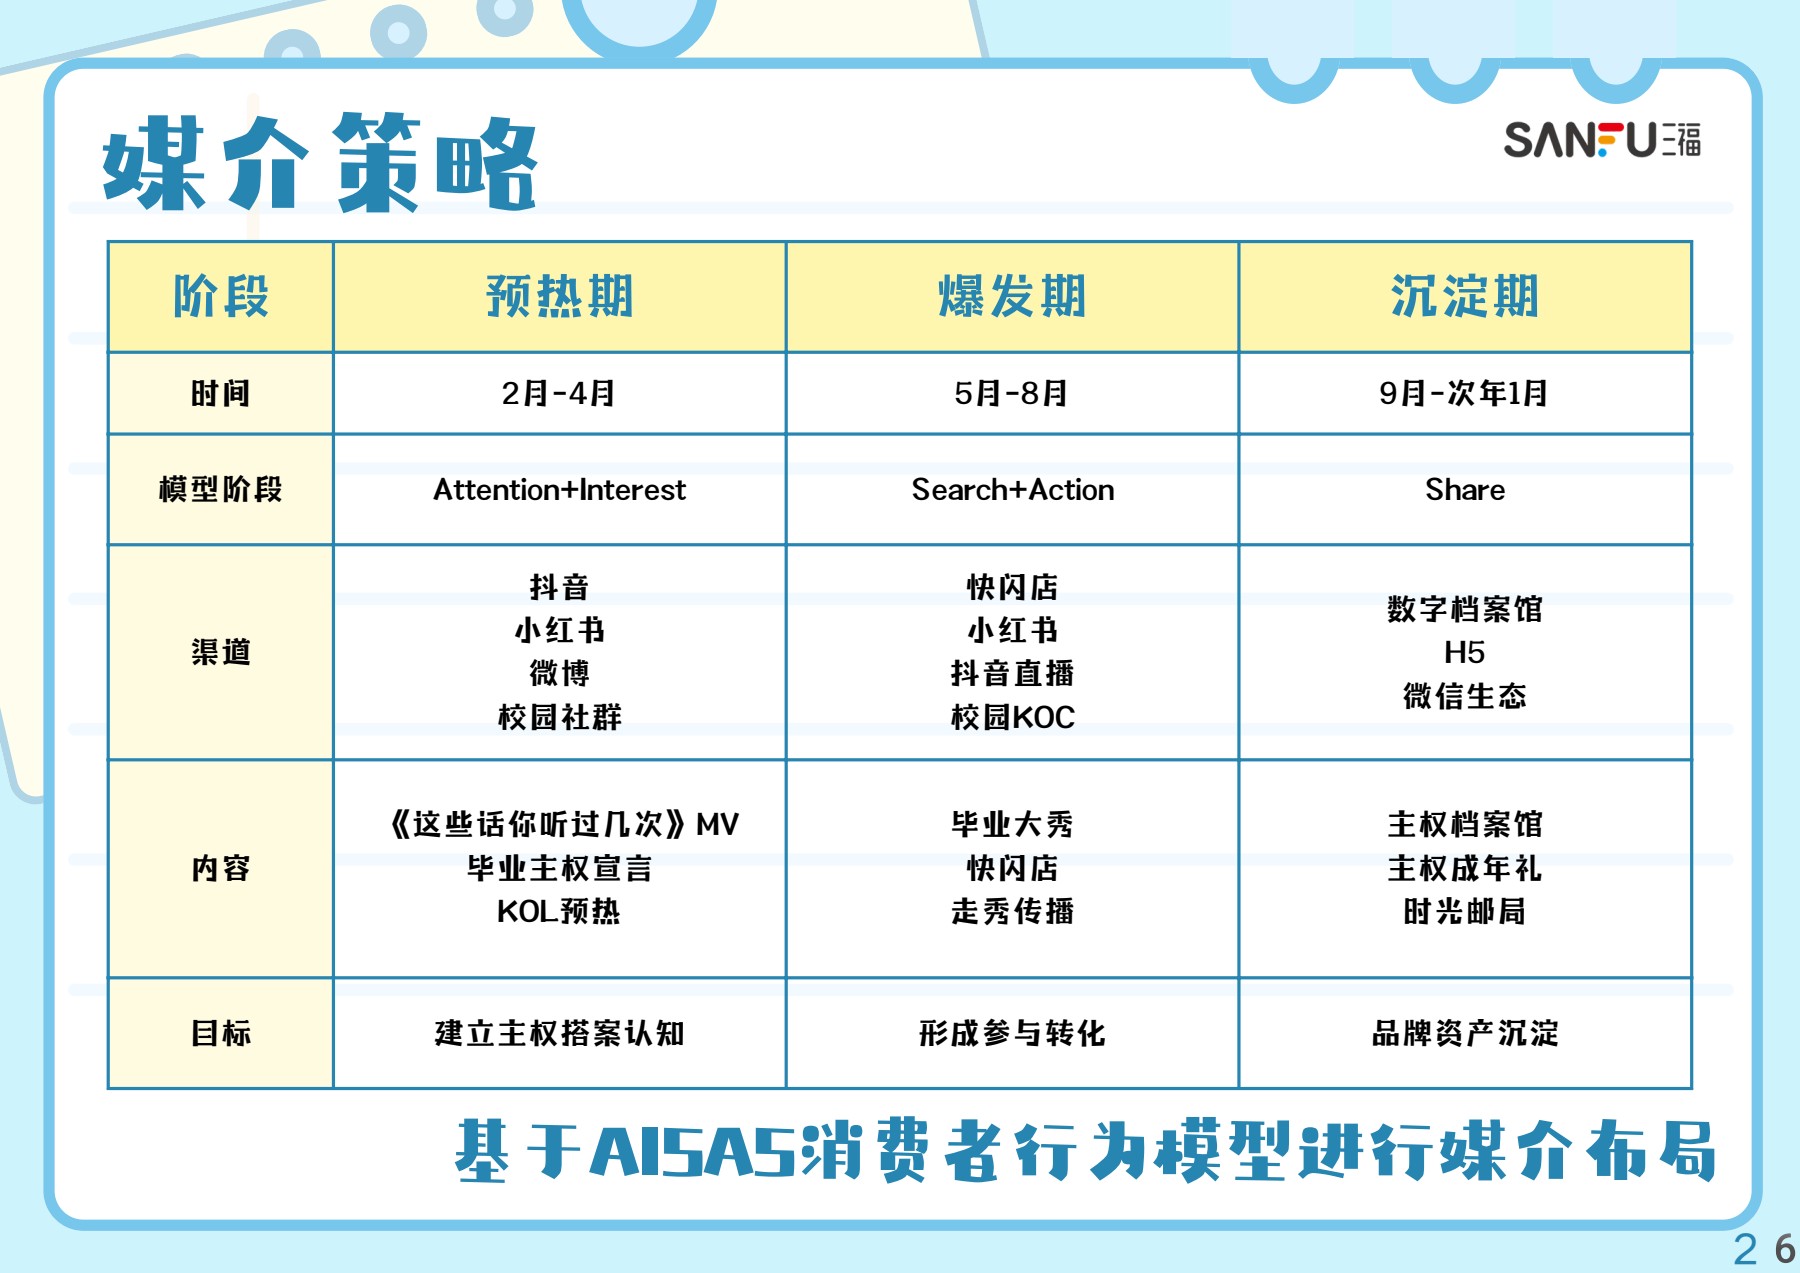 媒介策略
SANFU三福
阶段 预热期 爆发期 沉淀期
时间 2月-4月 5月-8月 9月-次年1月
模型阶段 Attention+Interest Search+Action Share
渠道
抖音
小红书
微博
校园社群
快闪店
小红书
抖音直播
校园KOC
数字档案馆
H5
微信生态
内容
《这些话你听过几次》MV
毕业主权宣言
KOL预热
毕业大秀
快闪店
走秀传播
主权档案馆
主权成年礼
时光邮局
目标 建立主权搭案认知 形成参与转化 品牌资产沉淀
基于AISAS消费者行为模型进行媒介布局
26